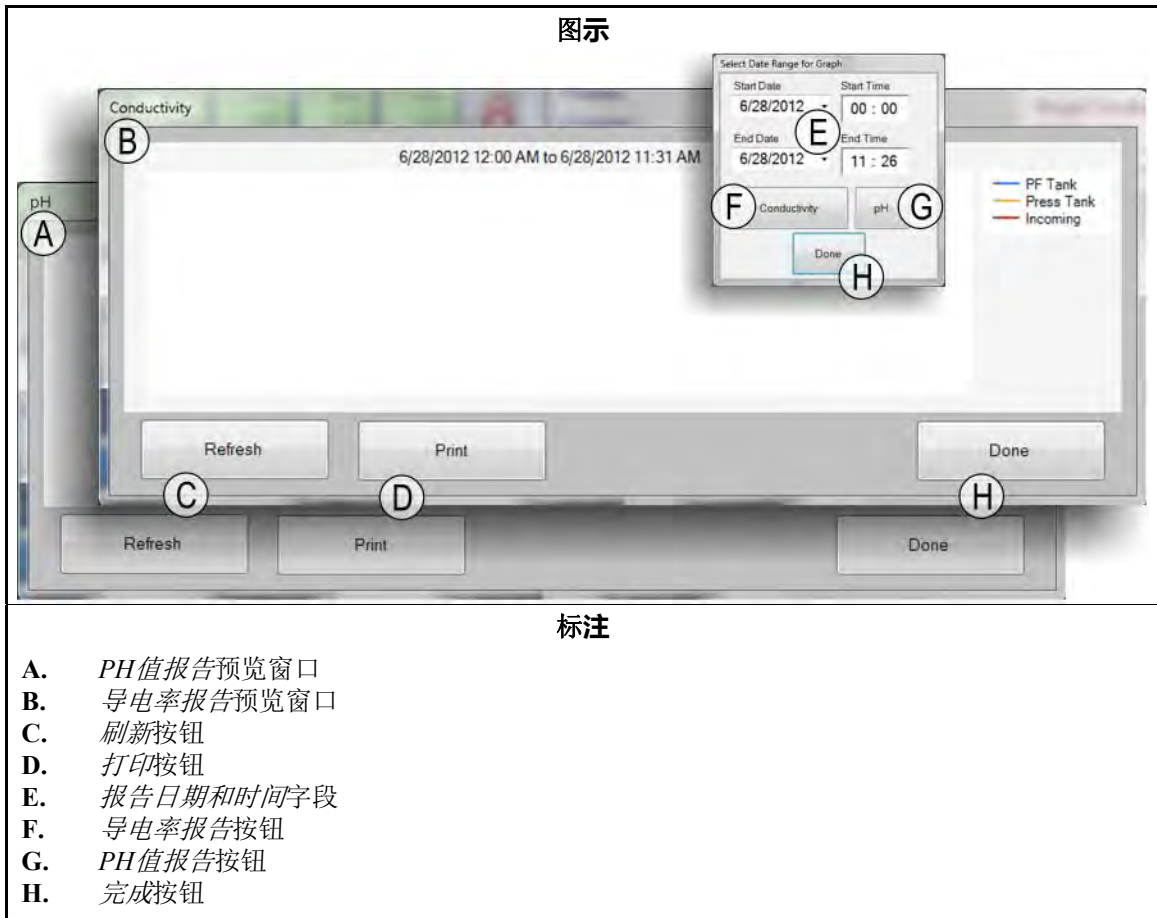 图示
Select Date Range for Graph
Start Date Start Time
6/28/2012 00 : 00
E
End Date End Time
6/28/2012 11 : 26
F Conductivity pH G
Done
H
Conductivity
B
6/28/2012 12:00 AM to 6/28/2012 11:31 AM
PF Tank
Press Tank
Incoming
pH
A
Refresh Print Done
C D H
Refresh Print Done
标注
A. PH值报告预览窗口
B. 导电率报告预览窗口
C. 刷新按钮
D. 打印按钮
E. 报告日期和时间字段
F. 导电率报告按钮
G. PH值报告按钮
H. 完成按钮